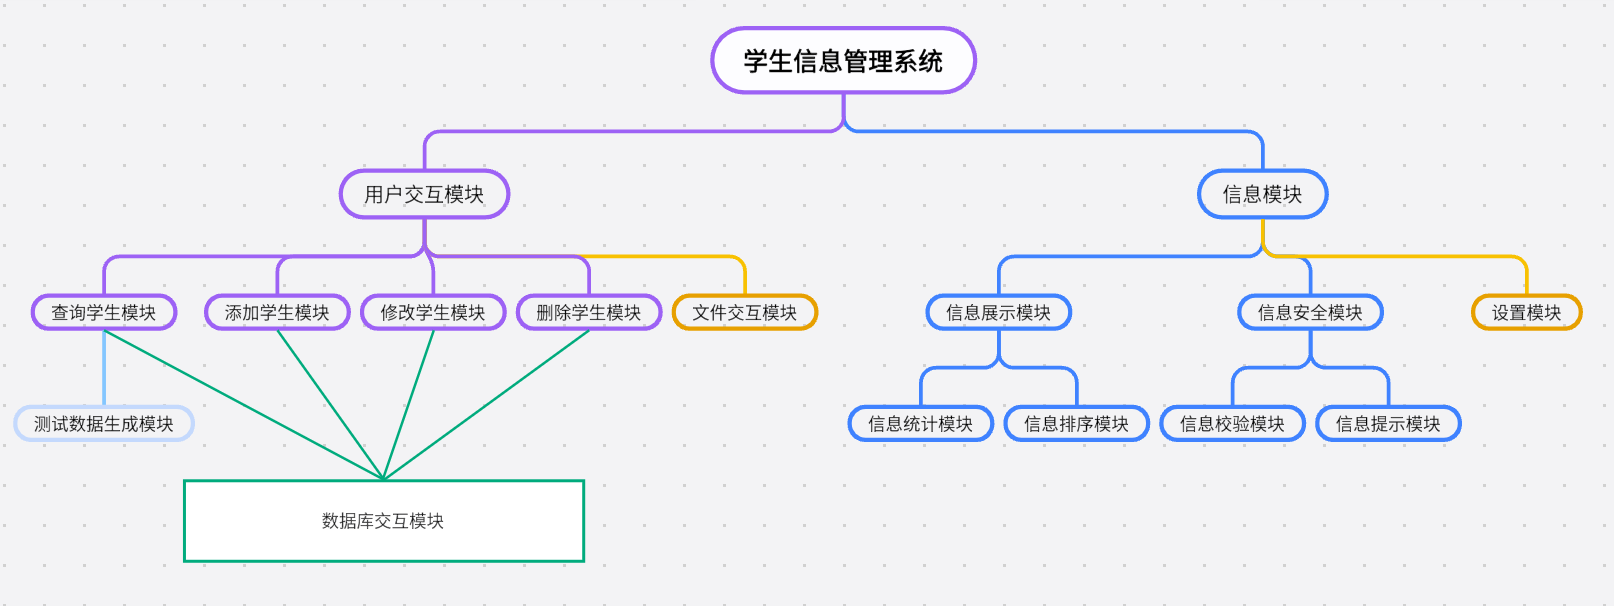 学生信息管理系统
用户交互模块
信息模块
查询学生模块
添加学生模块
修改学生模块
删除学生模块
文件交互模块
信息展示模块
信息安全模块
设置模块
测试数据生成模块
信息统计模块
信息排序模块
信息校验模块
信息提示模块
数据库交互模块